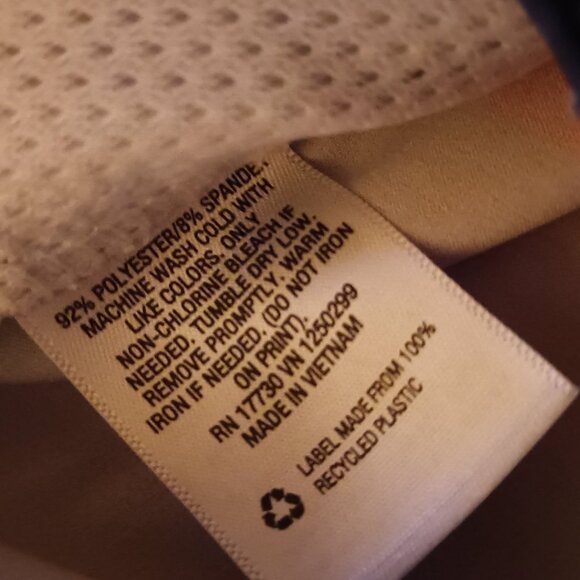 92% POLYESTER/8% SPANDEX
MACHINE WASH COLD WITH
LIKE COLORS. ONLY
NON-CHLORINE BLEACH IF
NEEDED. TUMBLE DRY LOW.
REMOVE PROMPTLY. WARM
IRON IF NEEDED. (DO NOT IRON
ON PRINT).
RN 17730 VN 1250299
MADE IN VIETNAM
LABEL MADE FROM 100%
RECYCLED PLASTIC